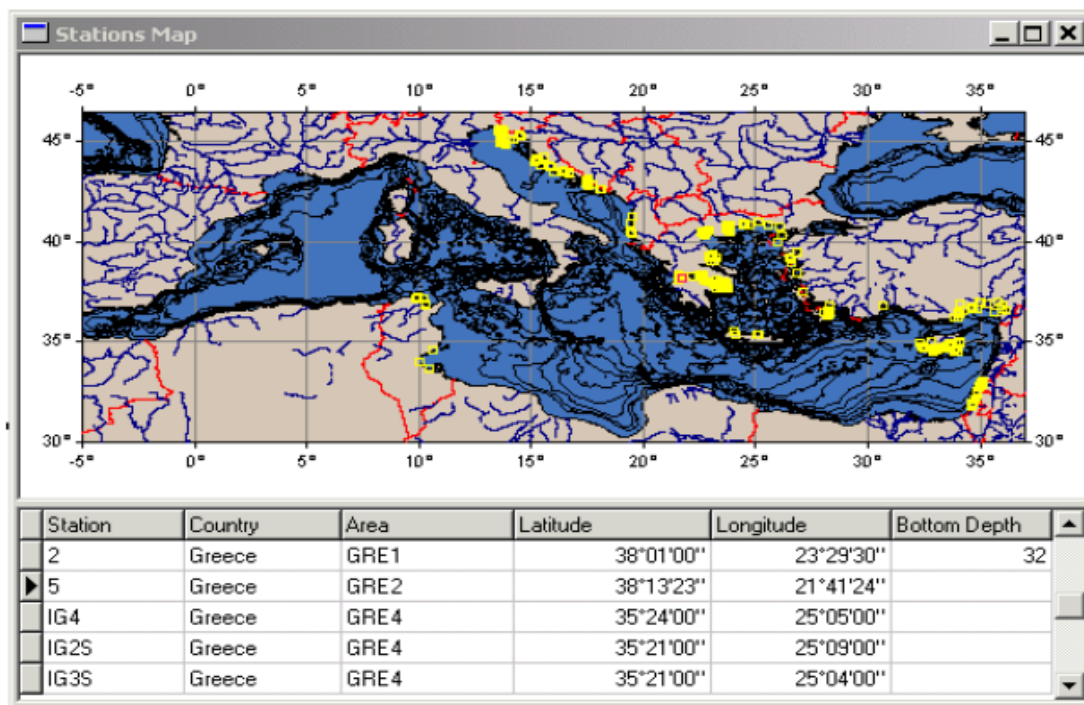 Stations Map
-5° 0° 5° 10° 15° 20° 25° 30° 35°
45° 45°
40° 40°
35° 35°
30° 30°
-5° 0° 5° 10° 15° 20° 25° 30° 35°
Station Country Area Latitude Longitude Bottom Depth
2 Greece GRE1 38°01'00'' 23°29'30'' 32
5 Greece GRE2 38°13'23'' 21°41'24''
IG4 Greece GRE4 35°24'00'' 25°05'00''
IG2S Greece GRE4 35°21'00'' 25°09'00''
IG3S Greece GRE4 35°21'00'' 25°04'00''